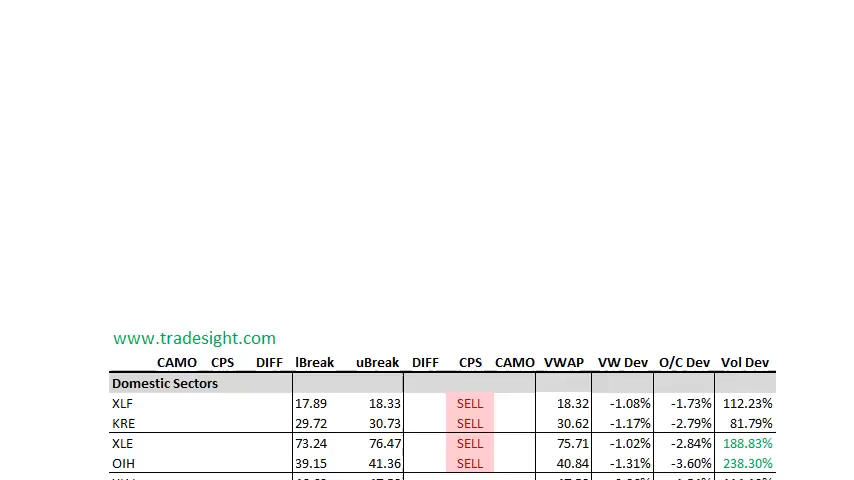 www.tradesight.com
CAMO CPS DIFF lBreak uBreak DIFF CPS CAMO VWAP VW Dev O/C Dev Vol Dev
Domestic Sectors
XLF 17.89 18.33 SELL 18.32 -1.08% -1.73% 112.23%
KRE 29.72 30.73 SELL 30.62 -1.17% -2.79% 81.79%
XLE 73.24 76.47 SELL 75.71 -1.02% -2.84% 188.83%
OIH 39.15 41.36 SELL 40.84 -1.31% -3.60% 238.30%